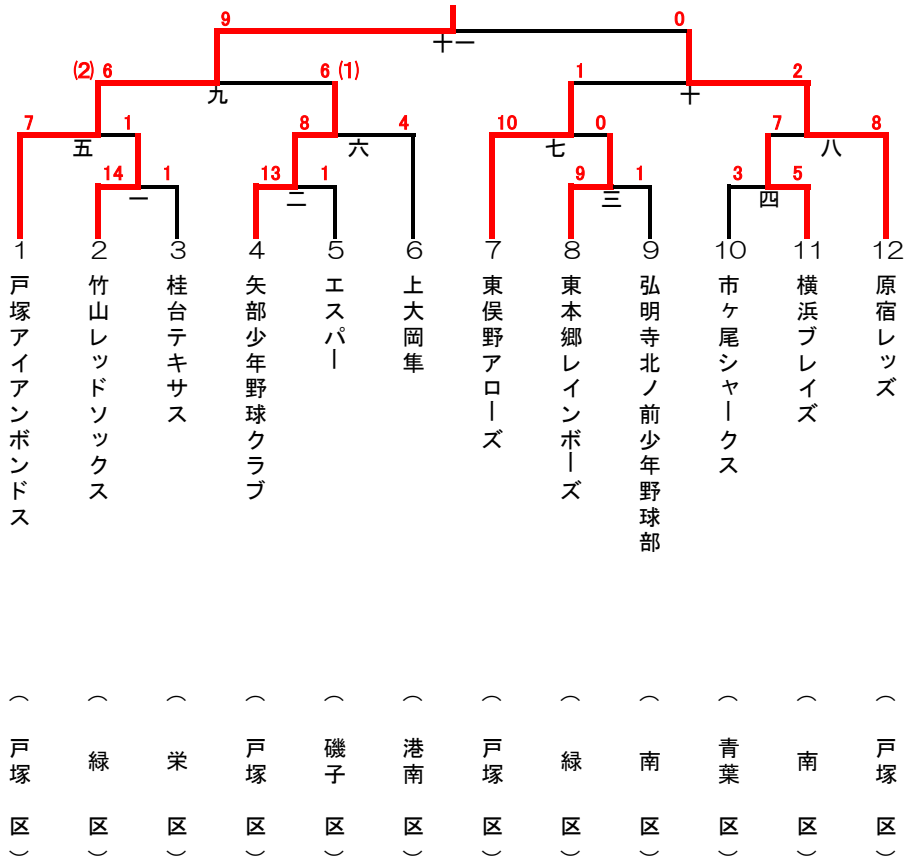 9 0
十一
(2) 6 6 (1) 1 2
九 十
7 1 8 4 10 0 7 8
五 六 七 八
14 1 13 1 9 1 3 5
一 二 三 四
1 2 3 4 5 6 7 8 9 10 11 12
戸塚アイアンボンドス
竹山レッドソックス
桂台テキサス
矢部少年野球クラブ
エスパー
上大岡隼
東俣野アローズ
東本郷レインボーズ
弘明寺北ノ前少年野球部
市ヶ尾シャークス
横浜ブレイズ
原宿レッズ
（戸塚区）
（緑区）
（栄区）
（戸塚区）
（磯子区）
（港南区）
（戸塚区）
（緑区）
（南区）
（青葉区）
（南区）
（戸塚区）